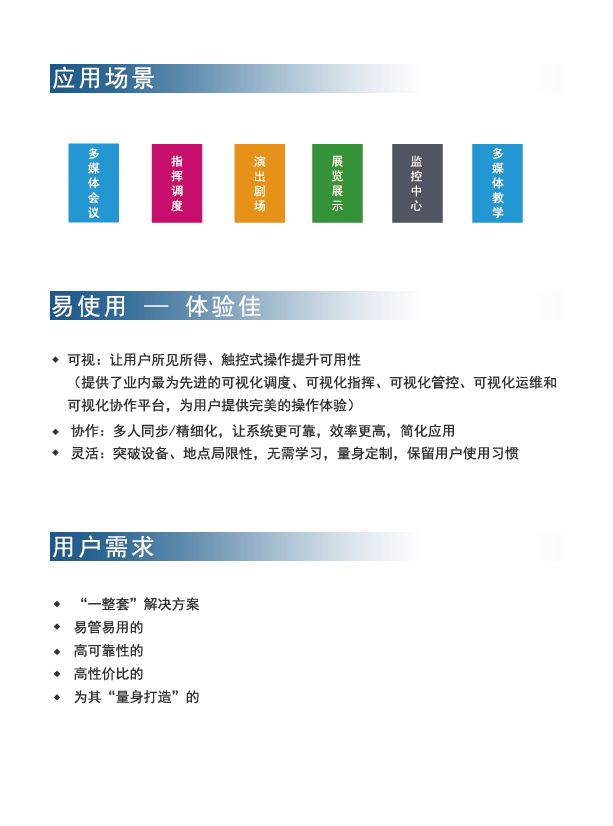 应用场景
多媒体会议
指挥调度
演出剧场
展览展示
监控中心
多媒体教学
易使用 — 体验佳
◆ 可视：让用户所见所得、触控式操作提升可用性
（提供了业内最为先进的可视化调度、可视化指挥、可视化管控、可视化运维和
可视化协作平台，为用户提供完美的操作体验）
◆ 协作：多人同步/精细化，让系统更可靠，效率更高，简化应用
◆ 灵活：突破设备、地点局限性，无需学习，量身定制，保留用户使用习惯
用户需求
◆ “一整套”解决方案
◆ 易管易用的
◆ 高可靠性的
◆ 高性价比的
◆ 为其“量身打造”的